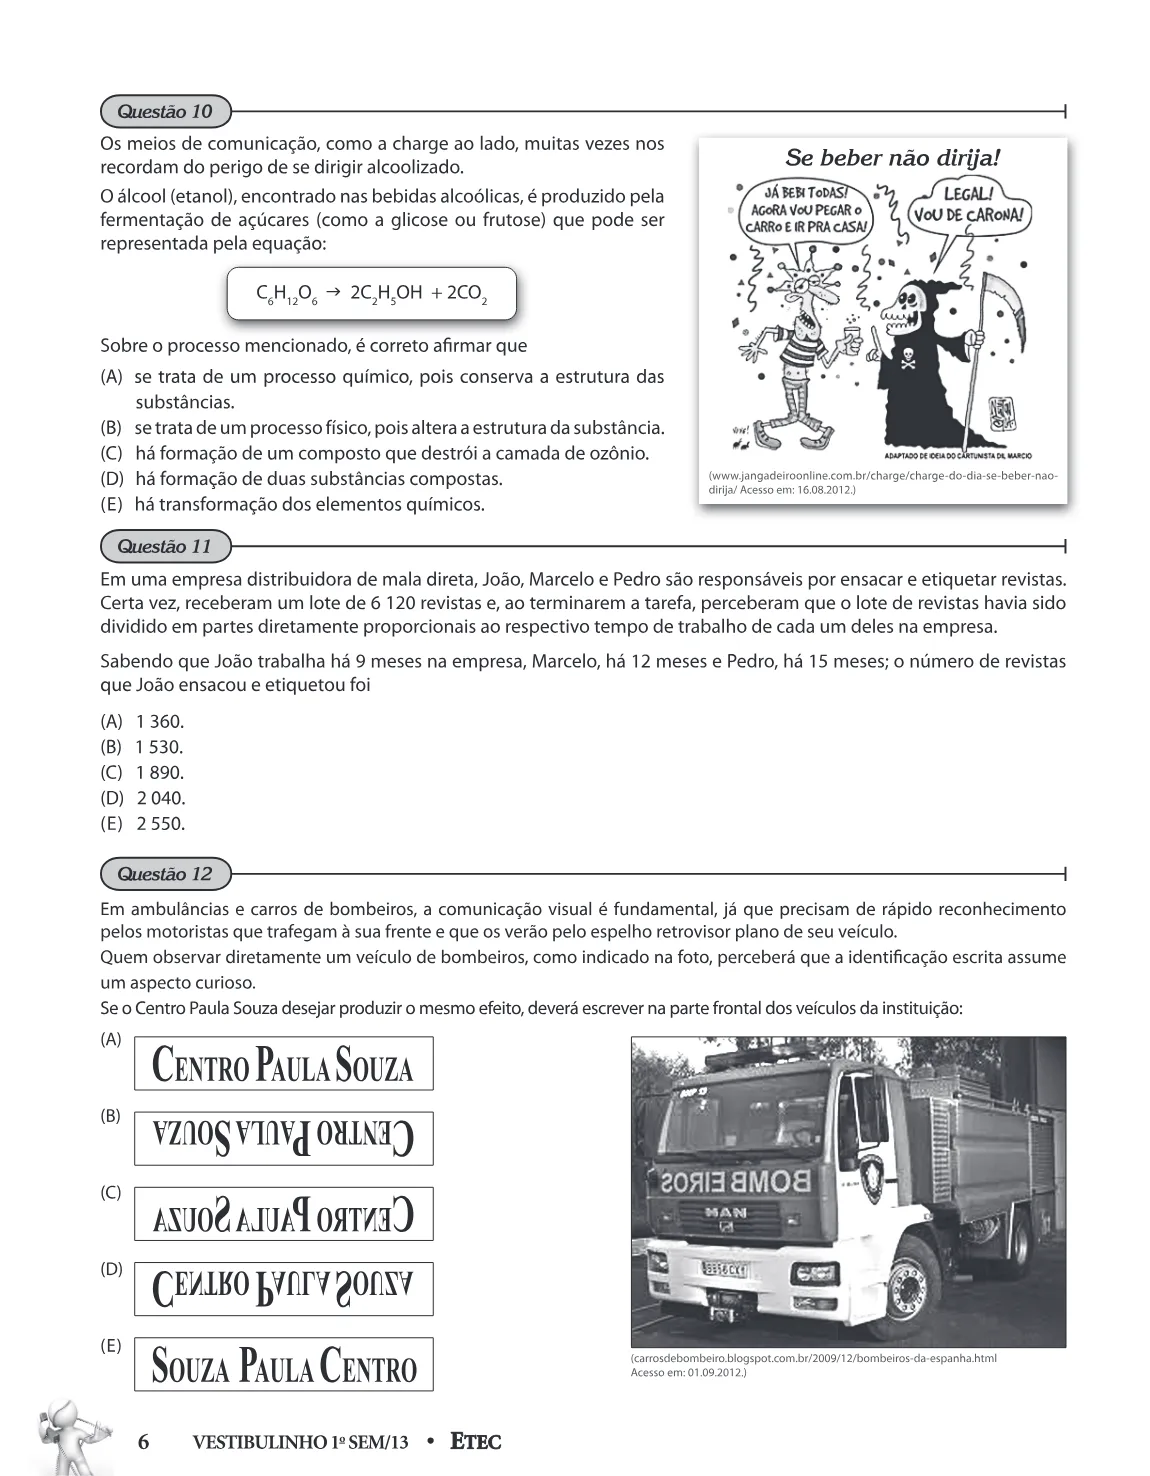 Questão 10
Os meios de comunicação, como a charge ao lado, muitas vezes nos
recordam do perigo de se dirigir alcoolizado.
O álcool (etanol), encontrado nas bebidas alcoólicas, é produzido pela
fermentação de açúcares (como a glicose ou frutose) que pode ser
representada pela equação:
C6H12O6 → 2C2H5OH + 2CO2
Sobre o processo mencionado, é correto afirmar que
(A) se trata de um processo químico, pois conserva a estrutura das
substâncias.
(B) se trata de um processo físico, pois altera a estrutura da substância.
(C) há formação de um composto que destrói a camada de ozônio.
(D) há formação de duas substâncias compostas.
(E) há transformação dos elementos químicos.
Se beber não dirija!
JÁ BEBI TODAS!
AGORA VOU PEGAR O
CARRO E IR PRA CASA!
LEGAL!
VOU DE CARONA!
ADAPTADO DE IDEIA DO CARTUNISTA DIL MARCIO
(www.jangadeiroonline.com.br/charge/charge-do-dia-se-beber-nao-
dirija/ Acesso em: 16.08.2012.)
Questão 11
Em uma empresa distribuidora de mala direta, João, Marcelo e Pedro são responsáveis por ensacar e etiquetar revistas.
Certa vez, receberam um lote de 6 120 revistas e, ao terminarem a tarefa, perceberam que o lote de revistas havia sido
dividido em partes diretamente proporcionais ao respectivo tempo de trabalho de cada um deles na empresa.
Sabendo que João trabalha há 9 meses na empresa, Marcelo, há 12 meses e Pedro, há 15 meses; o número de revistas
que João ensacou e etiquetou foi
(A) 1 360.
(B) 1 530.
(C) 1 890.
(D) 2 040.
(E) 2 550.
Questão 12
Em ambulâncias e carros de bombeiros, a comunicação visual é fundamental, já que precisam de rápido reconhecimento
pelos motoristas que trafegam à sua frente e que os verão pelo espelho retrovisor plano de seu veículo.
Quem observar diretamente um veículo de bombeiros, como indicado na foto, perceberá que a identificação escrita assume
um aspecto curioso.
Se o Centro Paula Souza desejar produzir o mesmo efeito, deverá escrever na parte frontal dos veículos da instituição:
(A) CENTRO PAULA SOUZA
(B) CENTRO PAULA SOUZA
(C) CENTRO PAULA SOUZA
(D) CENTRO PAULA SOUZA
(E) SOUZA PAULA CENTRO
BOMBEIROS
MAN
(carrosdebombeiro.blogspot.com.br/2009/12/bombeiros-da-espanha.html
Acesso em: 01.09.2012.)
6 VESTIBULINHO 1º SEM/13 • ETEC